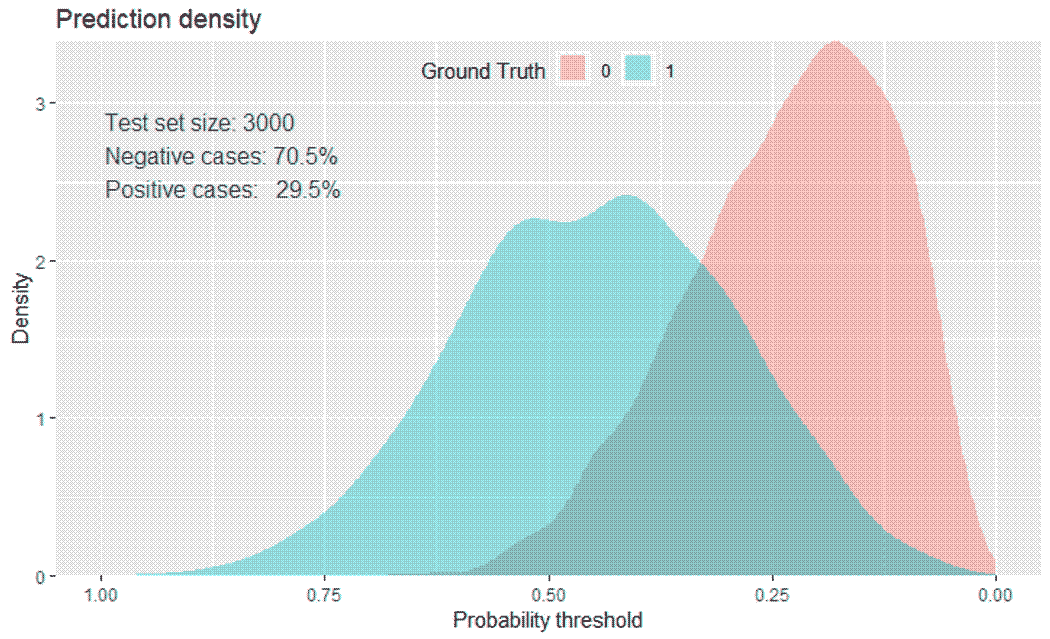 Prediction density
Ground Truth 0 1
Test set size: 3000
Negative cases: 70.5%
Positive cases: 29.5%
Density
3
2
1
0
1.00 0.75 0.50 0.25 0.00
Probability threshold